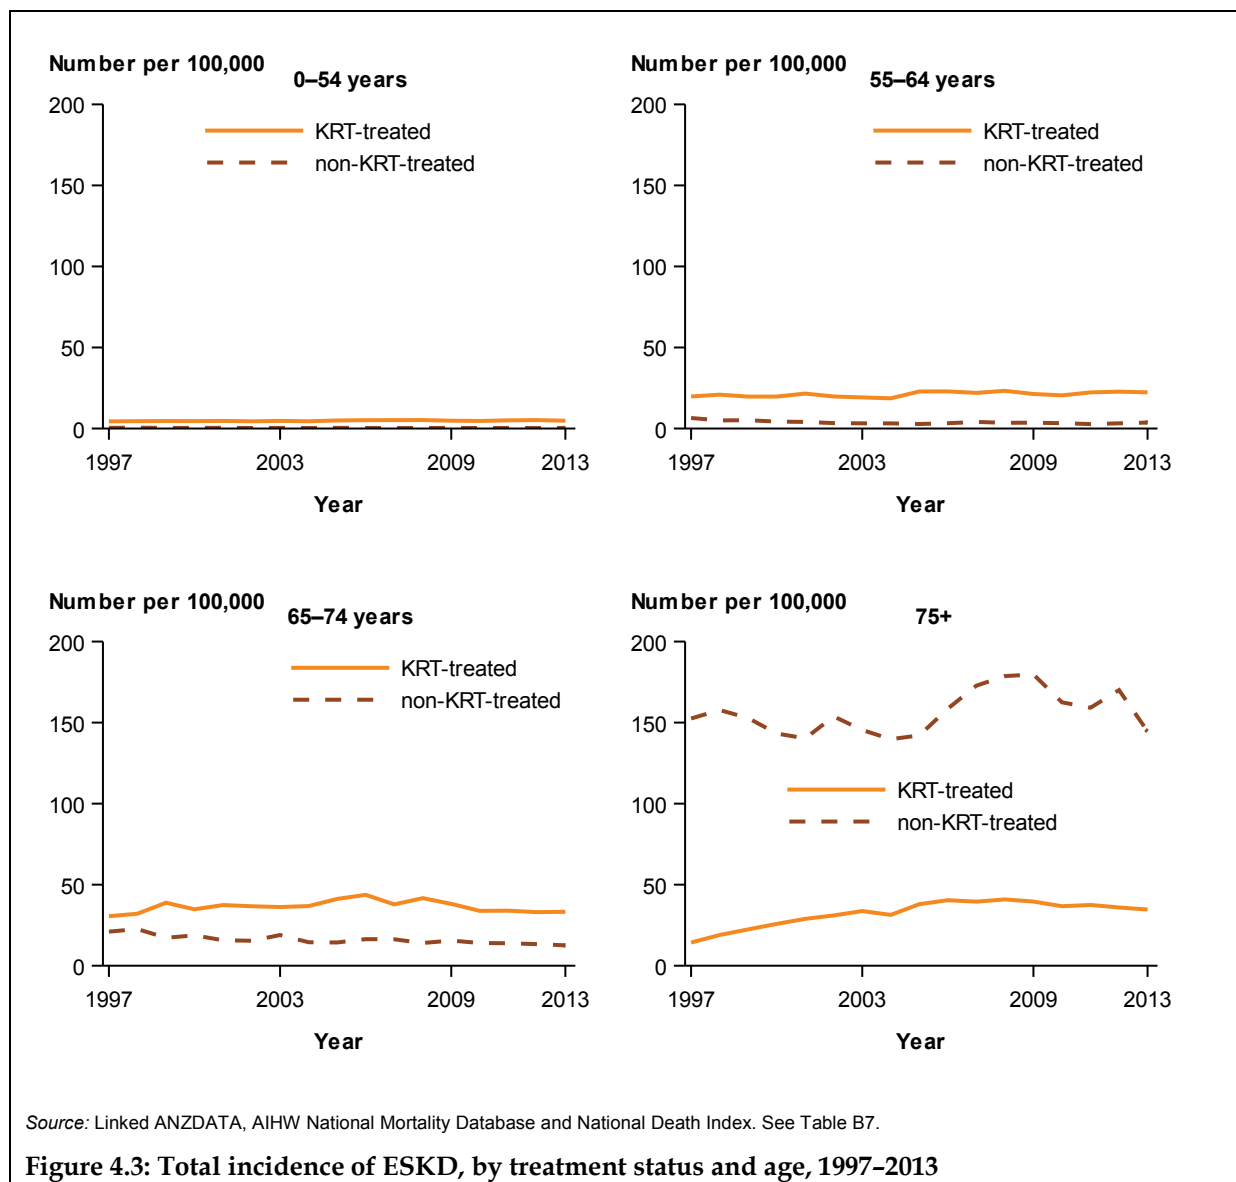 Number per 100,000
0–54 years
200
KRT-treated
non-KRT-treated
150
100
50
0
1997 2003 2009 2013
Year
Number per 100,000
55–64 years
200
KRT-treated
non-KRT-treated
150
100
50
0
1997 2003 2009 2013
Year
Number per 100,000
65–74 years
200
KRT-treated
non-KRT-treated
150
100
50
0
1997 2003 2009 2013
Year
Number per 100,000
75+
200
150
KRT-treated
non-KRT-treated
100
50
0
1997 2003 2009 2013
Year
Source: Linked ANZDATA, AIHW National Mortality Database and National Death Index. See Table B7.
Figure 4.3: Total incidence of ESKD, by treatment status and age, 1997–2013